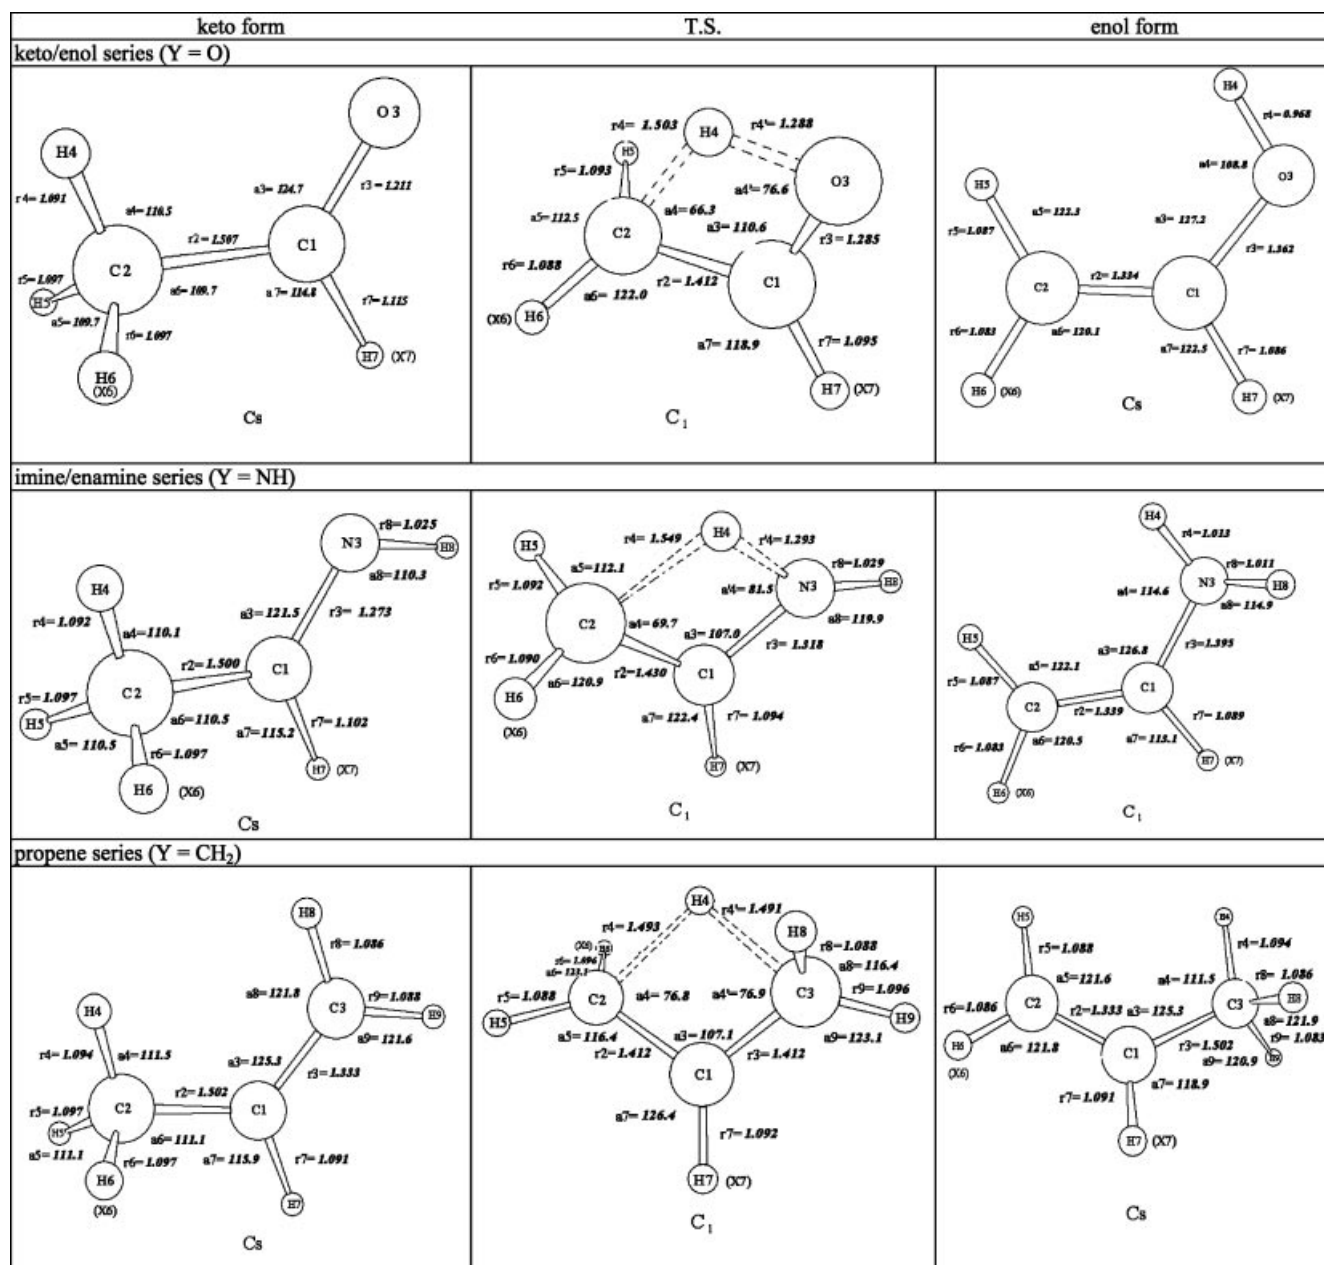 keto form T.S. enol form
keto/enol series (Y = O)
O3
H4
r4= 1.091
a3= 124.7
r3= 1.211
a4= 110.5
r2= 1.507
C1
C2
r5= 1.097
H5
a5= 109.7
a6= 109.7
a7= 114.8
r7= 1.115
r6= 1.097
H6
(X6)
H7 (X7)
Cs
r4= 1.503
H4
r4'= 1.288
H5
r5= 1.093
a4'= 76.6
O3
a5= 112.5
a4= 66.3
a3= 110.6
C2
r3= 1.285
r6= 1.088
r2= 1.412
C1
a6= 122.0
(X6) H6
a7= 118.9
r7= 1.095
H7 (X7)
C1
H4
r4= 0.968
a4= 108.8
H5
O3
a5= 122.3
a3= 127.2
r5= 1.087
r3= 1.362
r2= 1.334
C2
C1
r6= 1.083
a6= 120.1
a7= 122.5
r7= 1.086
H6 (X6)
H7 (X7)
Cs
imine/enamine series (Y = NH)
r8= 1.025
N3
H8
a8= 110.3
H4
a3= 121.5
r3= 1.273
r4= 1.092
a4= 110.1
r2= 1.500
C1
C2
r5= 1.097
H5
a6= 110.5
a5= 110.5
a7= 115.2
r7= 1.102
r6= 1.097
H7 (X7)
H6 (X6)
Cs
r4= 1.549
H4
r'4= 1.293
H5
a5= 112.1
r8= 1.029
r5= 1.092
a'4= 81.5
N3
H8
a8= 119.9
C2
a4= 69.7
a3= 107.0
r3= 1.318
r6= 1.090
r2= 1.430
C1
a6= 120.9
H6
(X6)
a7= 122.4
r7= 1.094
H7 (X7)
C1
H4
r4= 1.013
r8= 1.011
a4= 114.6
N3
H8
a8= 114.9
H5
r3= 1.395
a3= 126.8
a5= 122.1
r5= 1.087
C1
C2
r2= 1.339
r7= 1.089
r6= 1.083
a6= 120.5
a7= 113.1
H7 (X7)
H6 (X6)
C1
propene series (Y = CH2)
H8
r8= 1.086
a8= 121.8
r9= 1.088
C3
H9
H4
a9= 121.6
r4= 1.094
a4= 111.5
a3= 125.3
r3= 1.333
r2= 1.502
r5= 1.097
C2
C1
H5
a6= 111.1
a5= 111.1
r6= 1.097
a7= 115.9
r7= 1.091
H6
(X6)
H7
Cs
H4
r4'= 1.491
r4= 1.493
H8
(X6)
r6= 1.096
r8= 1.088
a6= 123.1
a8= 116.4
r9= 1.096
r5= 1.088
C2
a4= 76.8
a4'= 76.9
C3
H5
H9
a5= 116.4
a3= 107.1
a9= 123.1
r2= 1.412
r3= 1.412
C1
a7= 126.4
r7= 1.092
H7 (X7)
C1
H5
H4
r5= 1.088
r4= 1.094
a5= 121.6
a4= 111.5
r8= 1.086
r6= 1.086
C2
r2= 1.333
a3= 125.3
C3
H8
a8= 121.9
H6
(X6)
a6= 121.8
r3= 1.502
r9= 1.083
C1
a9= 120.9
H9
r7= 1.091
a7= 118.9
H7 (X7)
Cs